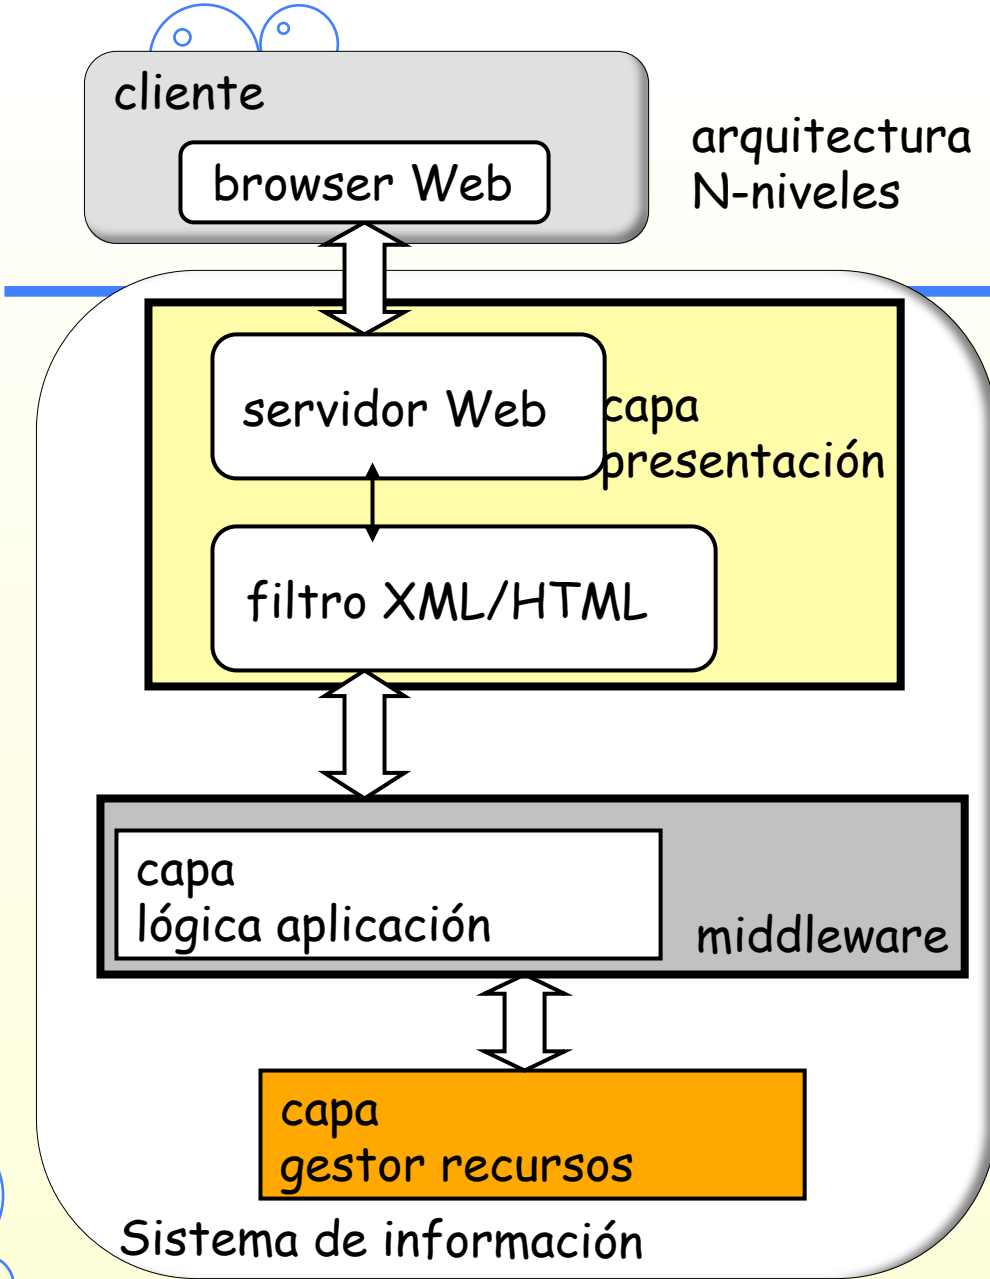 cliente
browser Web
arquitectura
N-niveles
servidor Web
capa
presentación
filtro XML/HTML
capa
lógica aplicación
middleware
capa
gestor recursos
Sistema de información